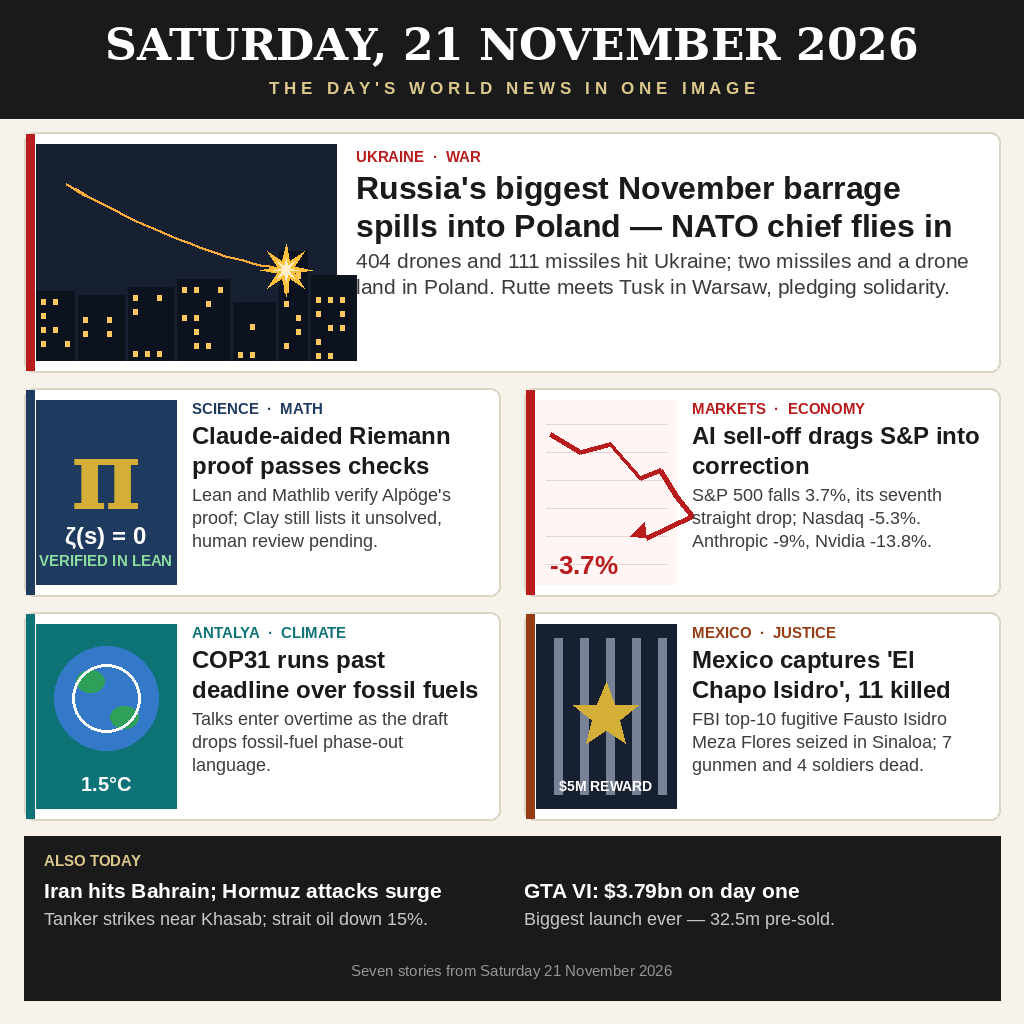 SATURDAY, 21 NOVEMBER 2026
THE DAY'S WORLD NEWS IN ONE IMAGE
UKRAINE · WAR
Russia's biggest November barrage
spills into Poland — NATO chief flies in
404 drones and 111 missiles hit Ukraine; two missiles and a drone
land in Poland. Rutte meets Tusk in Warsaw, pledging solidarity.
π
ζ(s) = 0
VERIFIED IN LEAN
SCIENCE · MATH
Claude-aided Riemann
proof passes checks
Lean and Mathlib verify Alpöge's
proof; Clay still lists it unsolved,
human review pending.
-3.7%
MARKETS · ECONOMY
AI sell-off drags S&P into
correction
S&P 500 falls 3.7%, its seventh
straight drop; Nasdaq -5.3%.
Anthropic -9%, Nvidia -13.8%.
1.5°C
ANTALYA · CLIMATE
COP31 runs past
deadline over fossil fuels
Talks enter overtime as the draft
drops fossil-fuel phase-out
language.
$5M REWARD
MEXICO · JUSTICE
Mexico captures 'El
Chapo Isidro', 11 killed
FBI top-10 fugitive Fausto Isidro
Meza Flores seized in Sinaloa; 7
gunmen and 4 soldiers dead.
ALSO TODAY
Iran hits Bahrain; Hormuz attacks surge
Tanker strikes near Khasab; strait oil down 15%.
GTA VI: $3.79bn on day one
Biggest launch ever — 32.5m pre-sold.
Seven stories from Saturday 21 November 2026